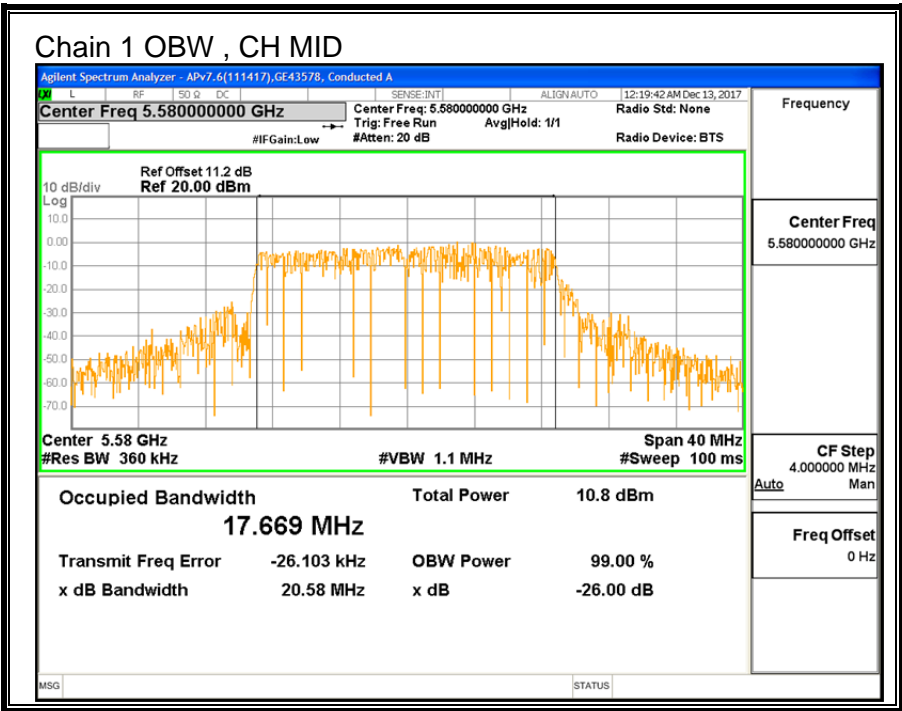 Chain 1 OBW , CH MID
Agilent Spectrum Analyzer - APv7.6(111417),GE43578, Conducted A
LXI L RF 50 Ω DC SENSE:INT ALIGN AUTO 12:19:42 AM Dec 13, 2017
Center Freq 5.580000000 GHz
Center Freq: 5.580000000 GHz
Radio Std: None
Trig: Free Run Avg|Hold: 1/1
#IFGain:Low
#Atten: 20 dB
Radio Device: BTS
Ref Offset 11.2 dB
10 dB/div Ref 20.00 dBm
Log
10.0
0.00
-10.0
-20.0
-30.0
-40.0
-50.0
-60.0
-70.0
Center 5.58 GHz Span 40 MHz
#Res BW 360 kHz #VBW 1.1 MHz #Sweep 100 ms
Occupied Bandwidth Total Power 10.8 dBm
17.669 MHz
Transmit Freq Error -26.103 kHz OBW Power 99.00 %
x dB Bandwidth 20.58 MHz x dB -26.00 dB
MSG STATUS
Frequency
Center Freq
5.580000000 GHz
CF Step
4.000000 MHz
Auto Man
Freq Offset
0 Hz